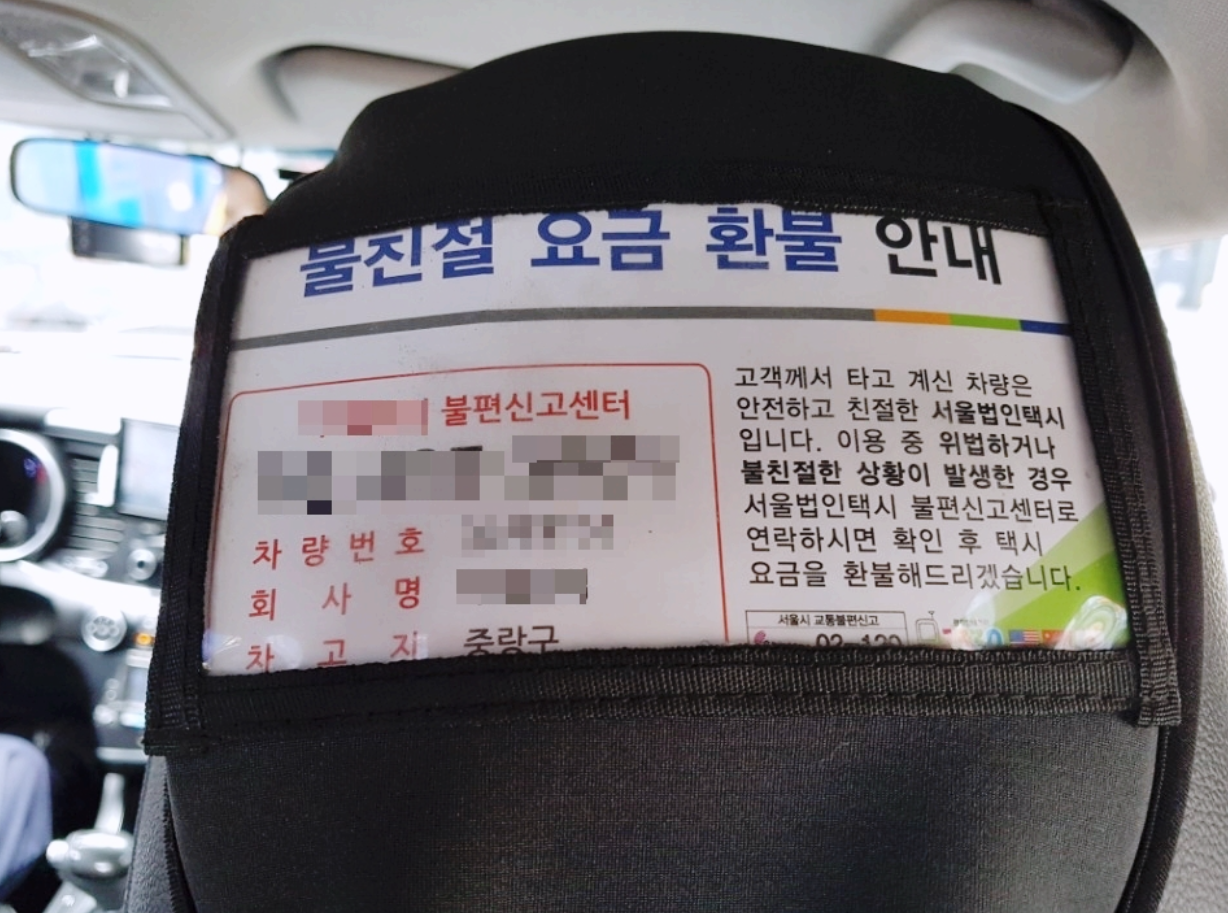 불친절 요금 환불 안내
불편신고센터
차량번호
회사명
차고지 중랑구
고객께서 타고 계신 차량은
안전하고 친절한 서울법인택시
입니다. 이용 중 위법하거나
불친절한 상황이 발생한 경우
서울법인택시 불편신고센터로
연락하시면 확인 후 택시
요금을 환불해드리겠습니다.
서울시 교통불편신고
02-120